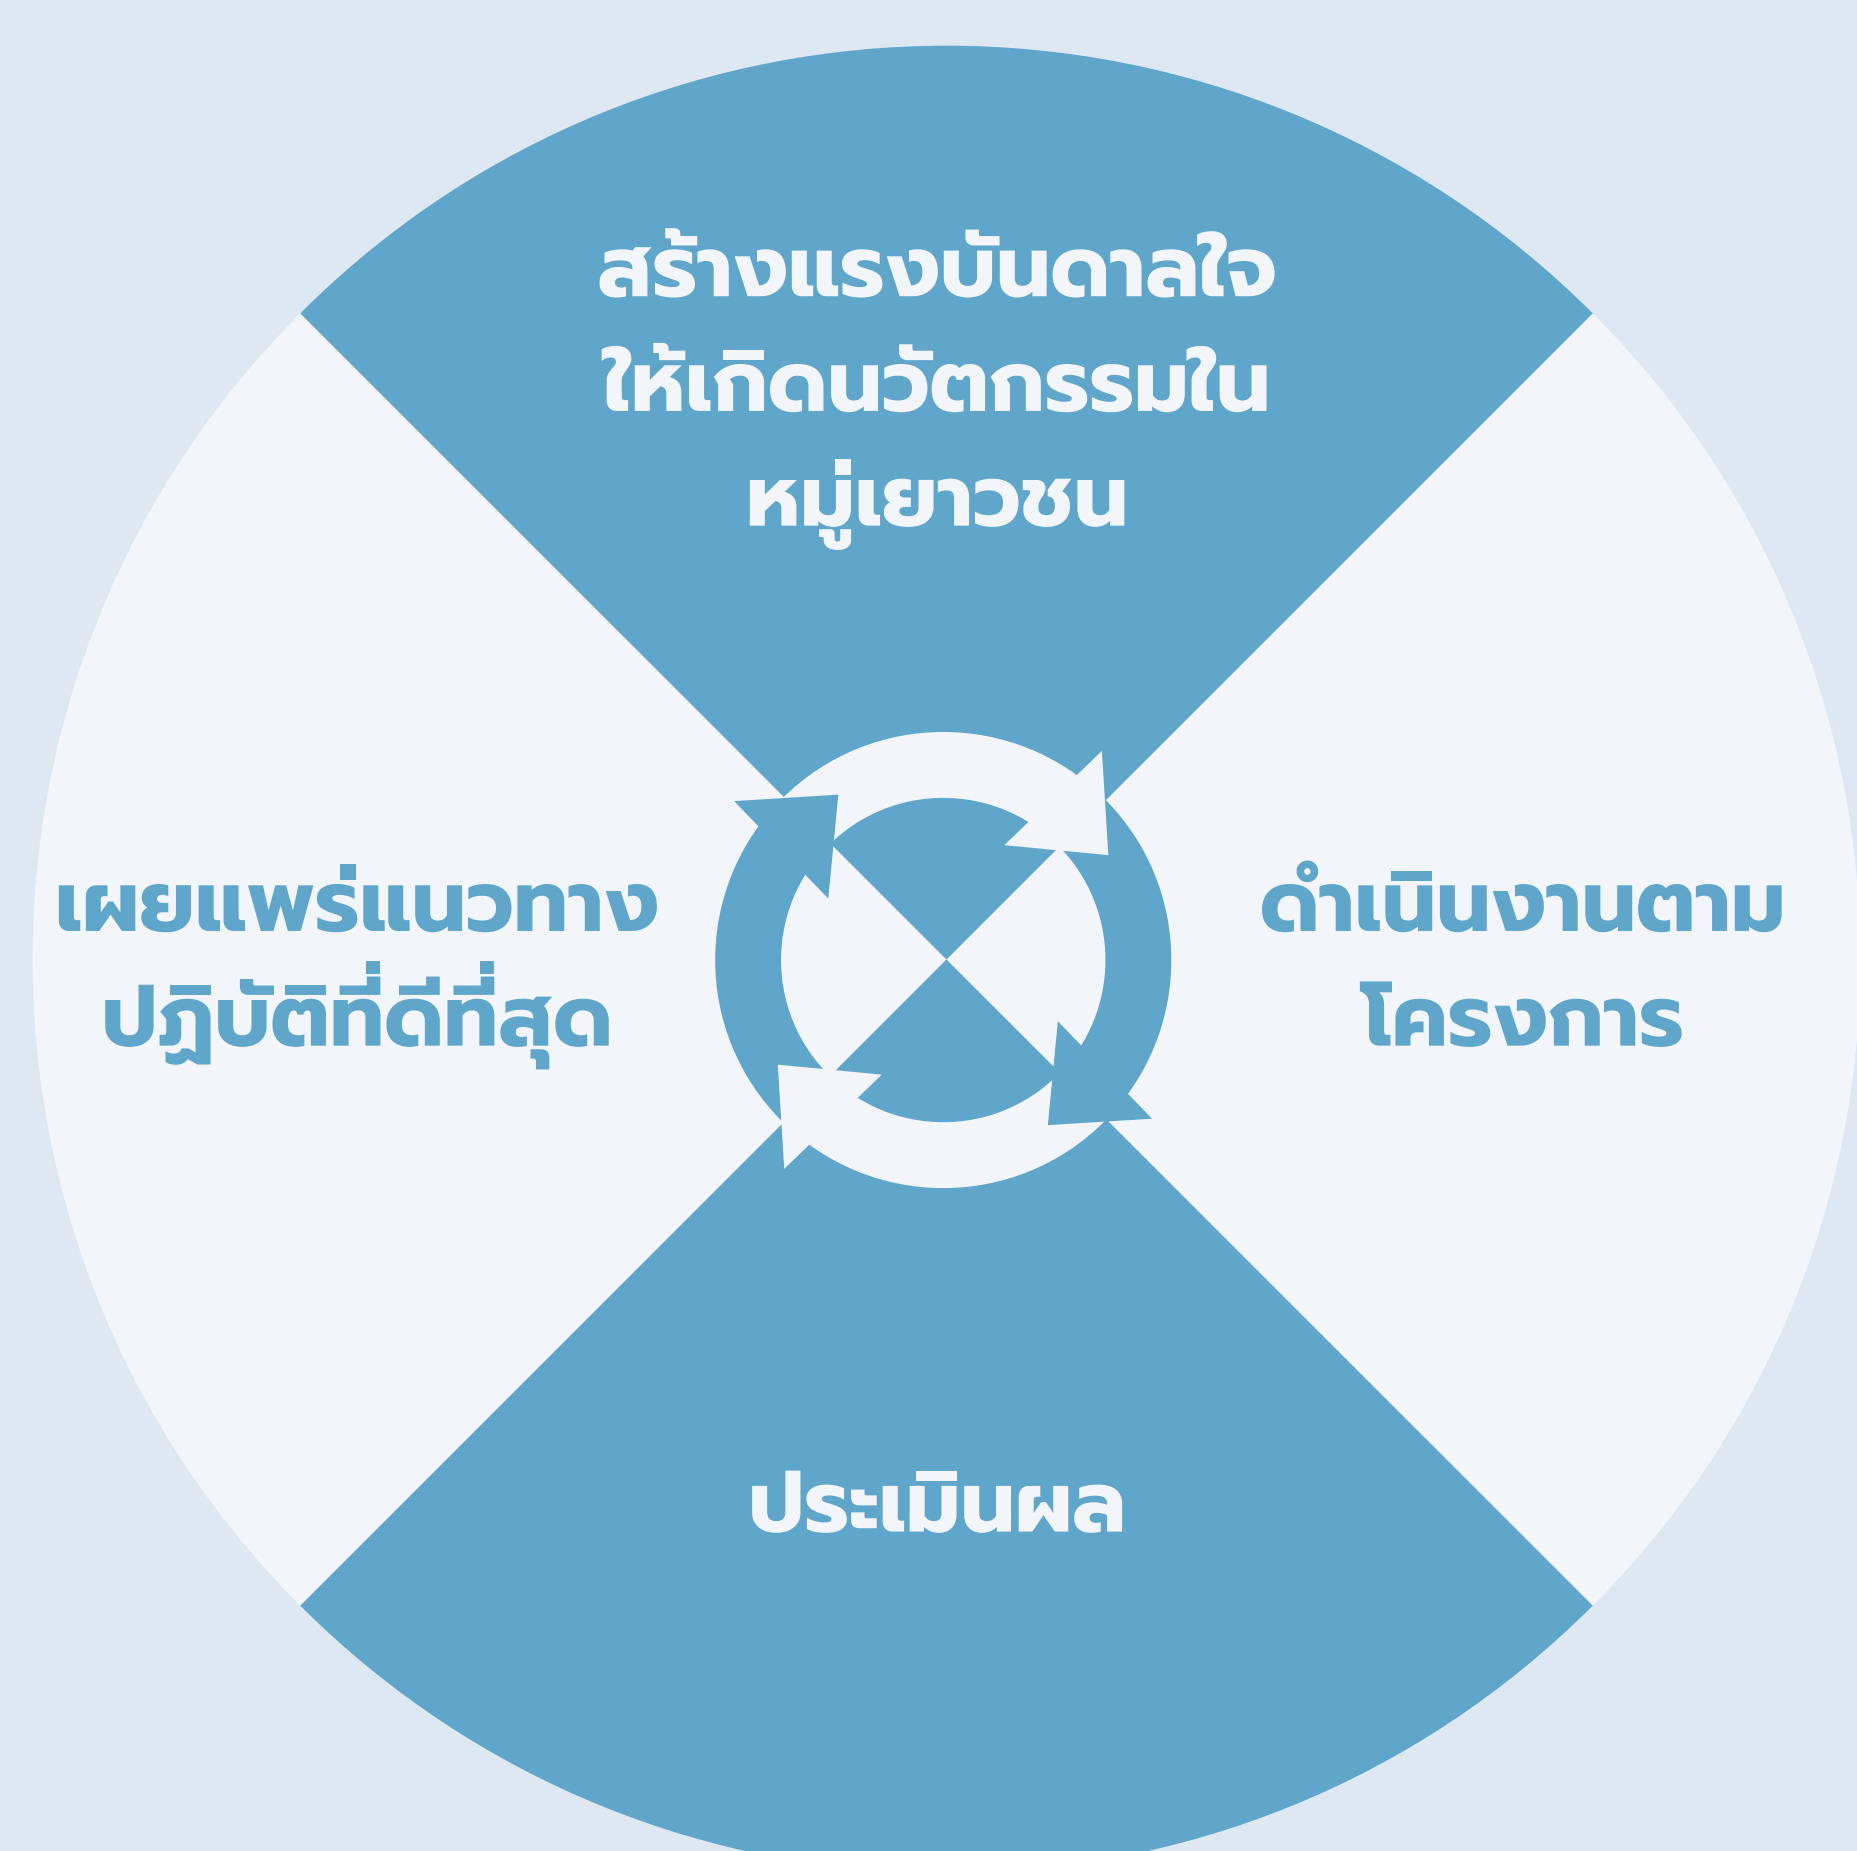 สร้างแรงบันดาลใจ
ให้เกิดนวัตกรรมใน
หมู่เยาวชน
เผยแพร่แนวทาง
ปฏิบัติที่ดีที่สุด
ดำเนินงานตาม
โครงการ
ประเมินผล